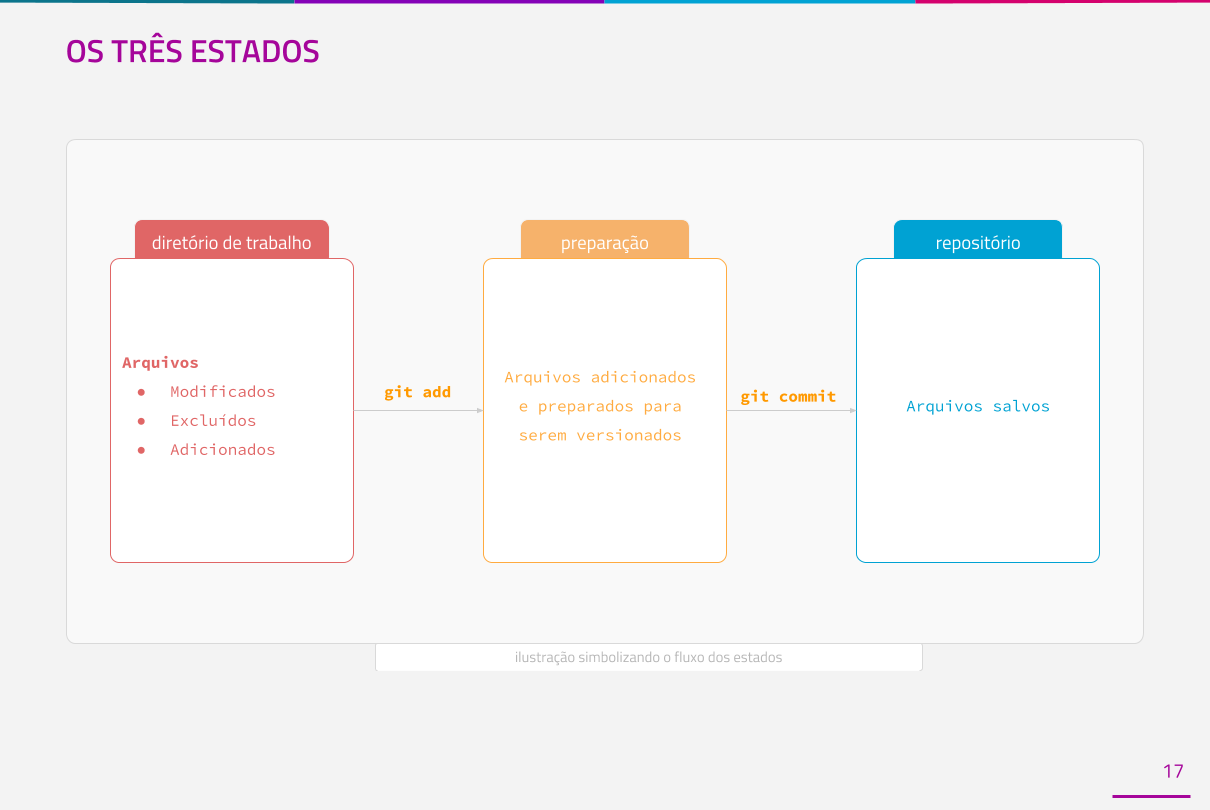 OS TRÊS ESTADOS
diretório de trabalho
Arquivos
● Modificados
● Excluídos
● Adicionados
git add
preparação
Arquivos adicionados
e preparados para
serem versionados
git commit
repositório
Arquivos salvos
ilustração simbolizando o fluxo dos estados
17